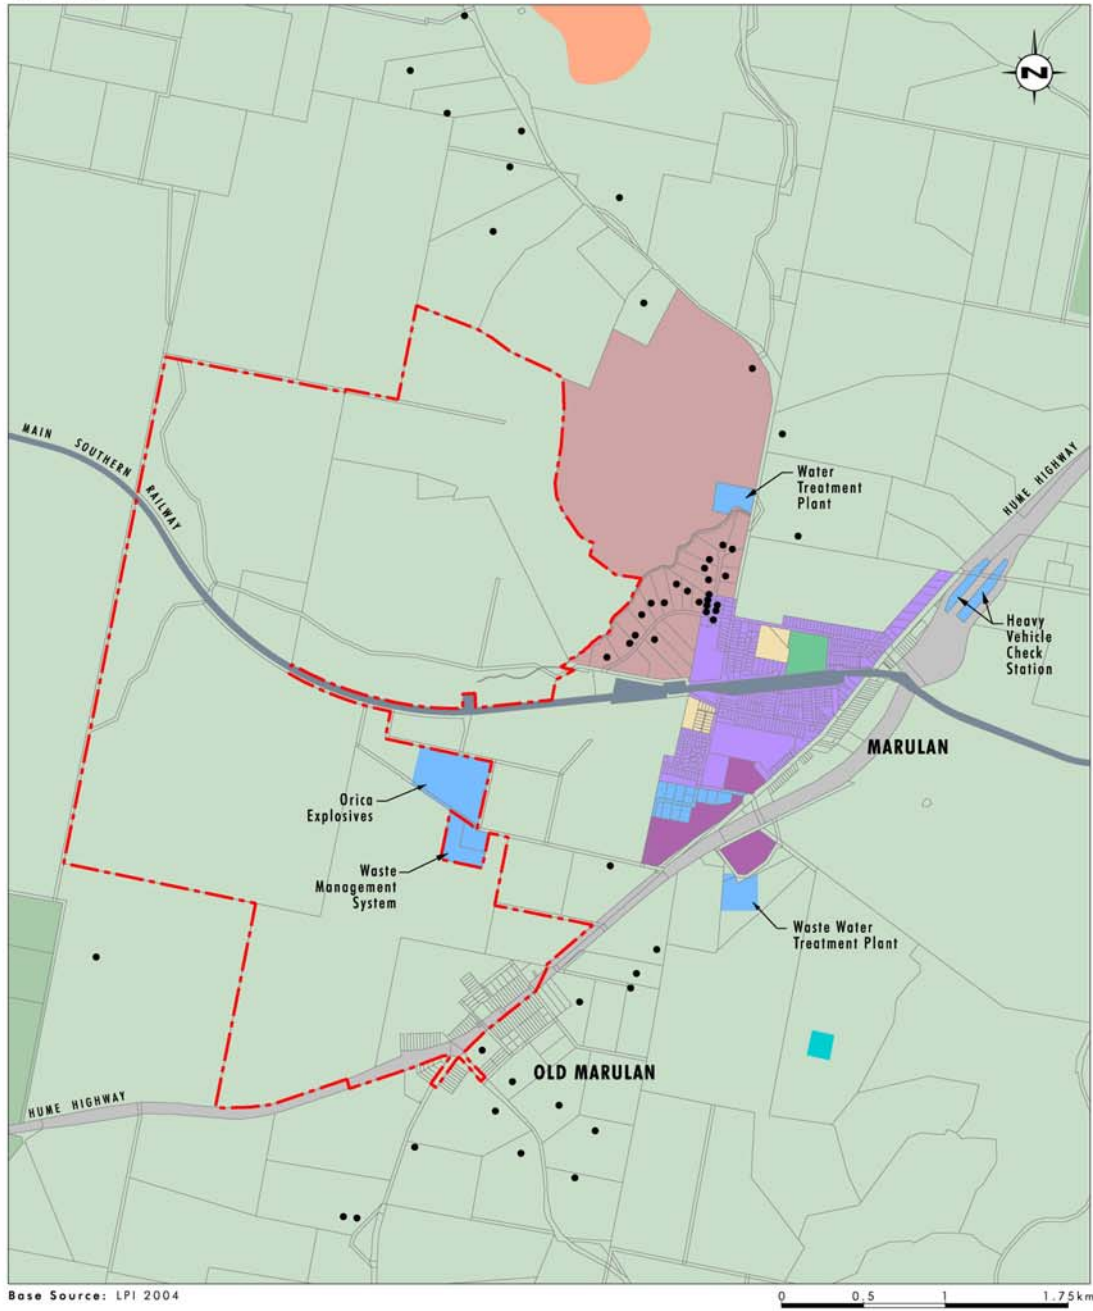 N
MAIN SOUTHERN RAILWAY
HUME HIGHWAY
Water
Treatment
Plant
Heavy
Vehicle
Check
Station
MARULAN
Orica
Explosives
Waste
Management
System
Waste Water
Treatment Plant
OLD MARULAN
HUME HIGHWAY
Base Source: LPI 2004
0 0.5 1 1.75km